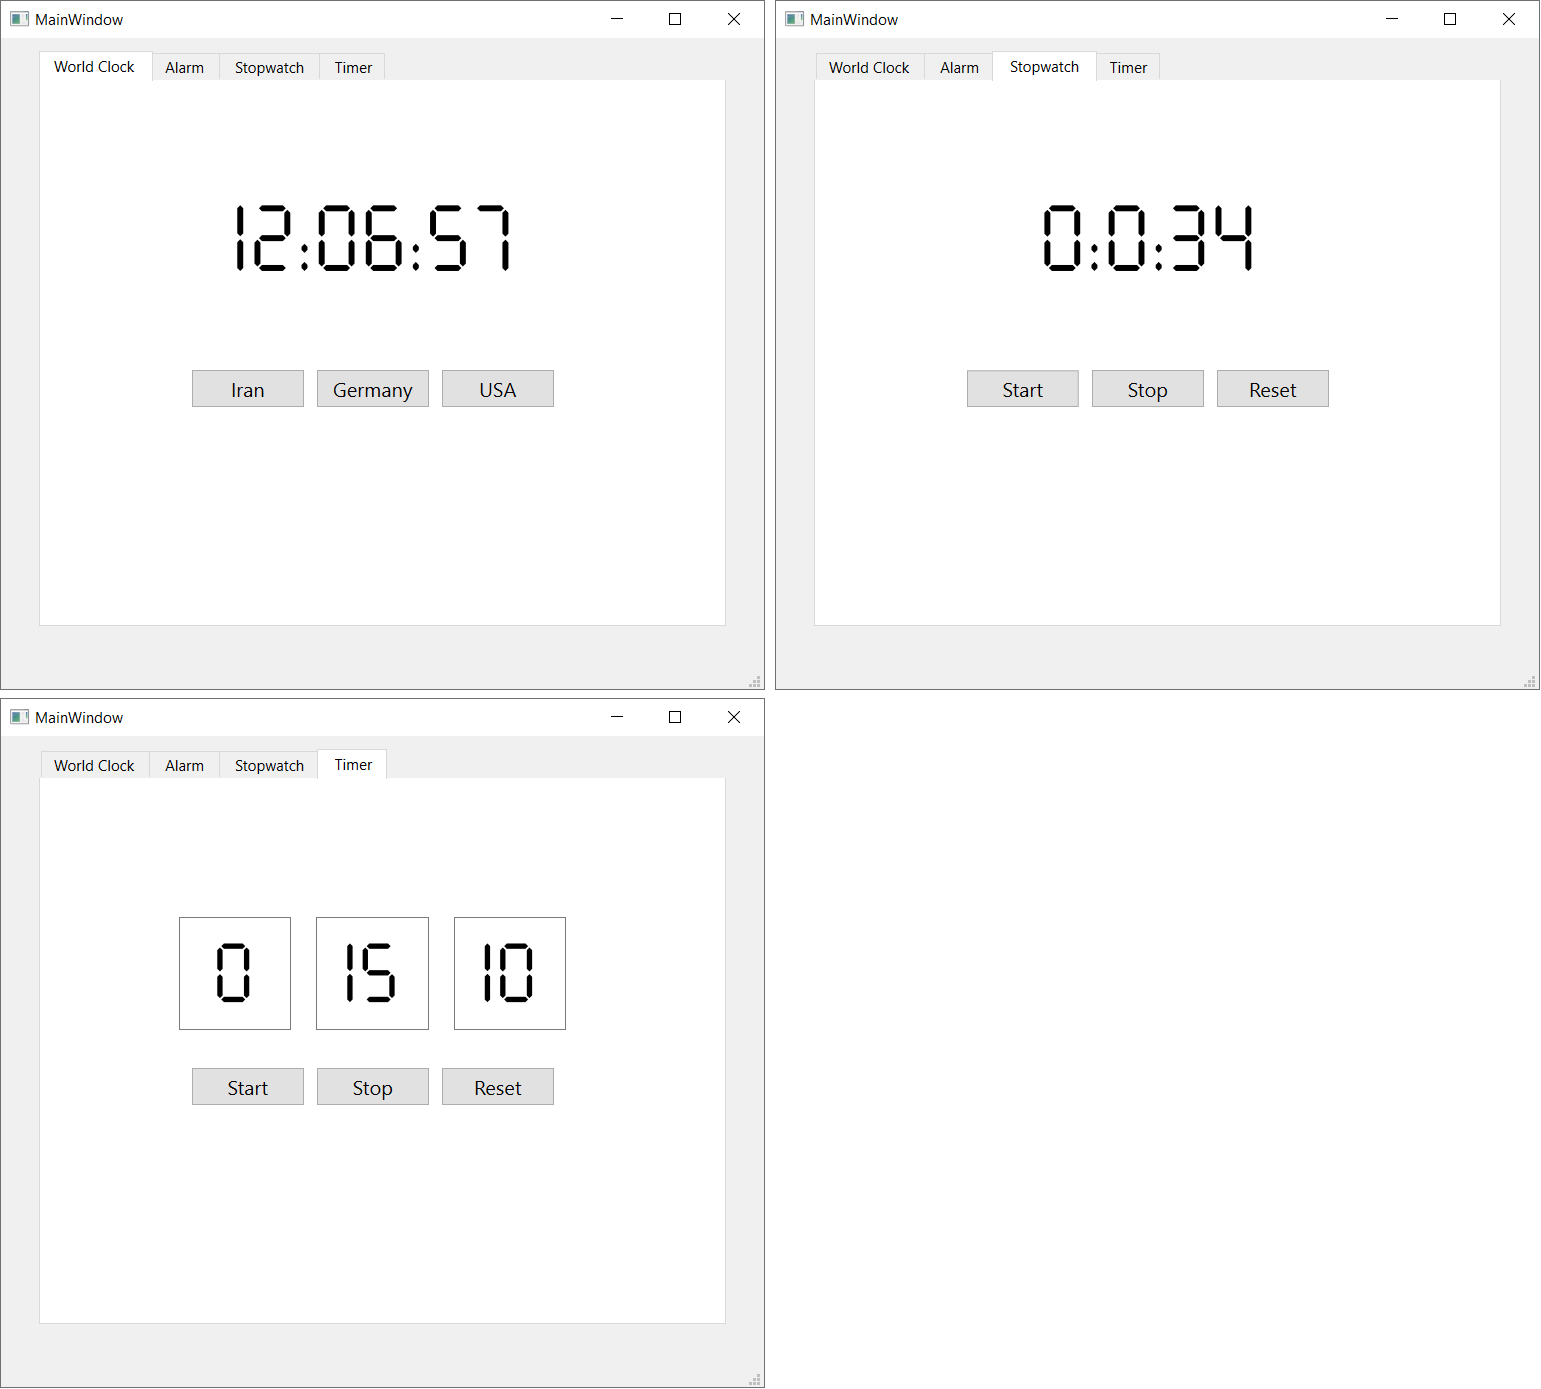 MainWindow
World Clock Alarm Stopwatch Timer
12:06:57
Iran Germany USA
MainWindow
World Clock Alarm Stopwatch Timer
0:0:34
Start Stop Reset
MainWindow
World Clock Alarm Stopwatch Timer
0 15 10
Start Stop Reset